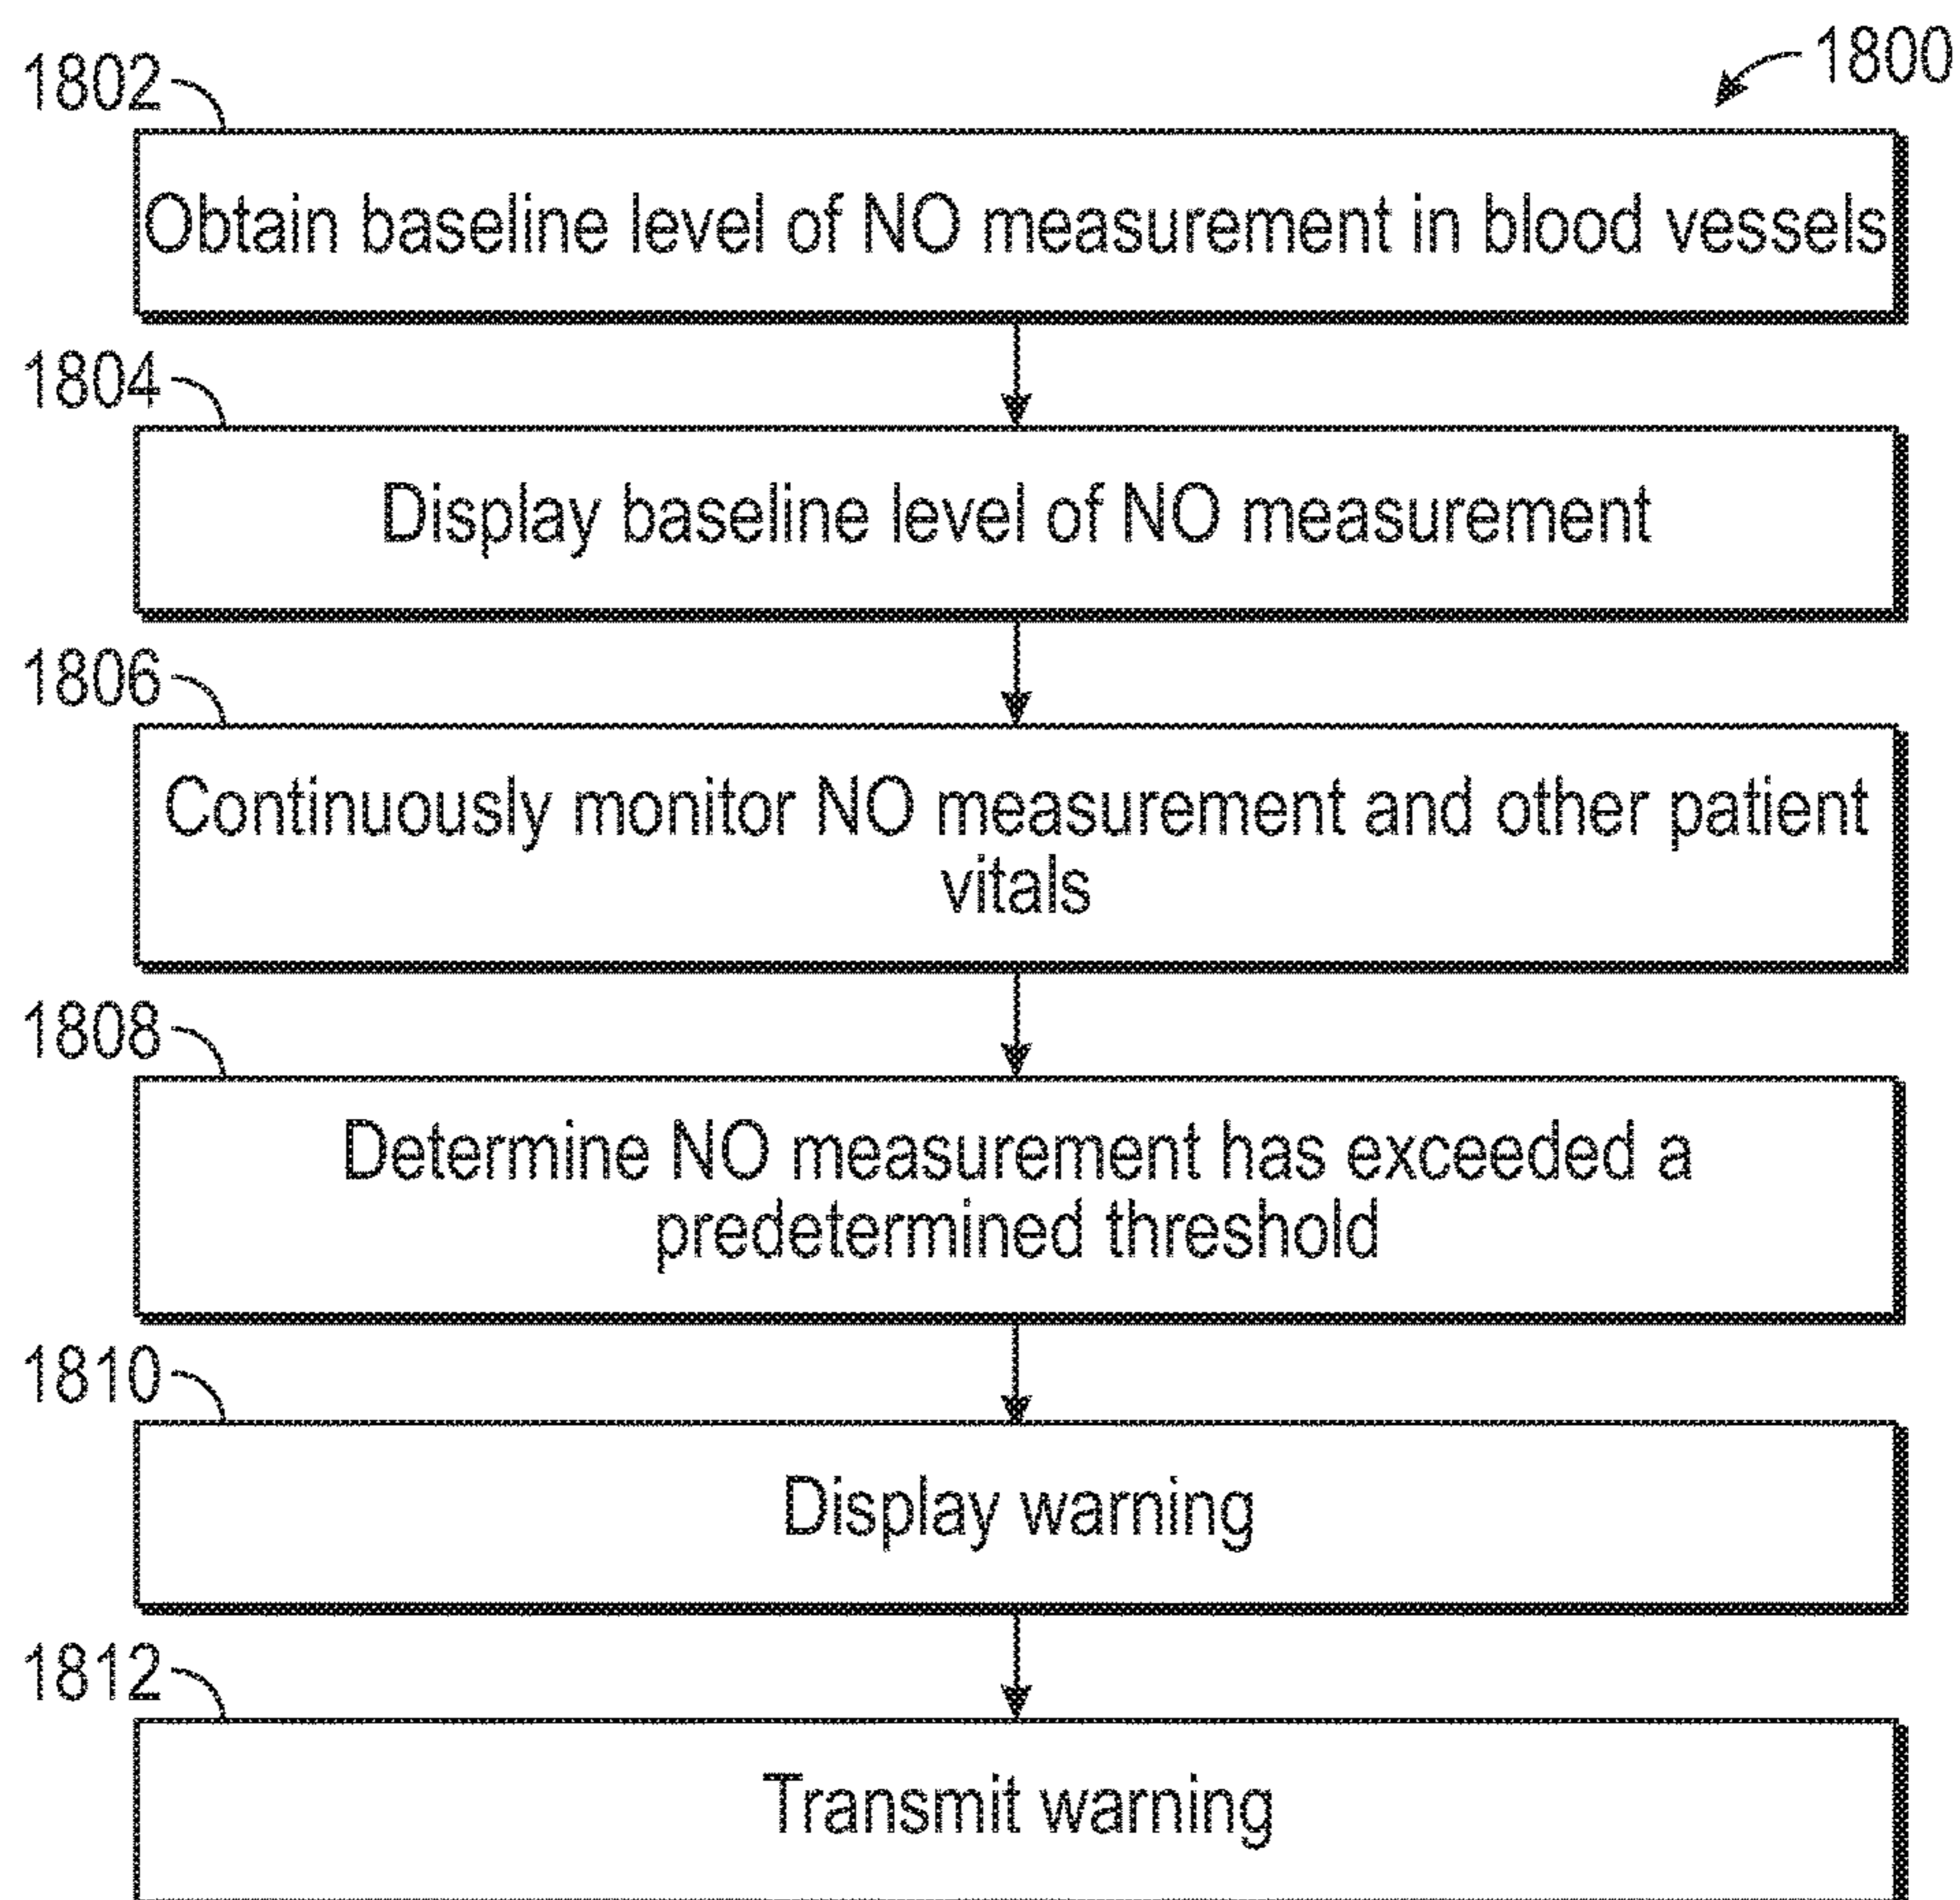 1800
1802
Obtain baseline level of NO measurement in blood vessels
1804
Display baseline level of NO measurement
1806
Continuously monitor NO measurement and other patient
vitals
1808
Determine NO measurement has exceeded a
predetermined threshold
1810
Display warning
1812
Transmit warning